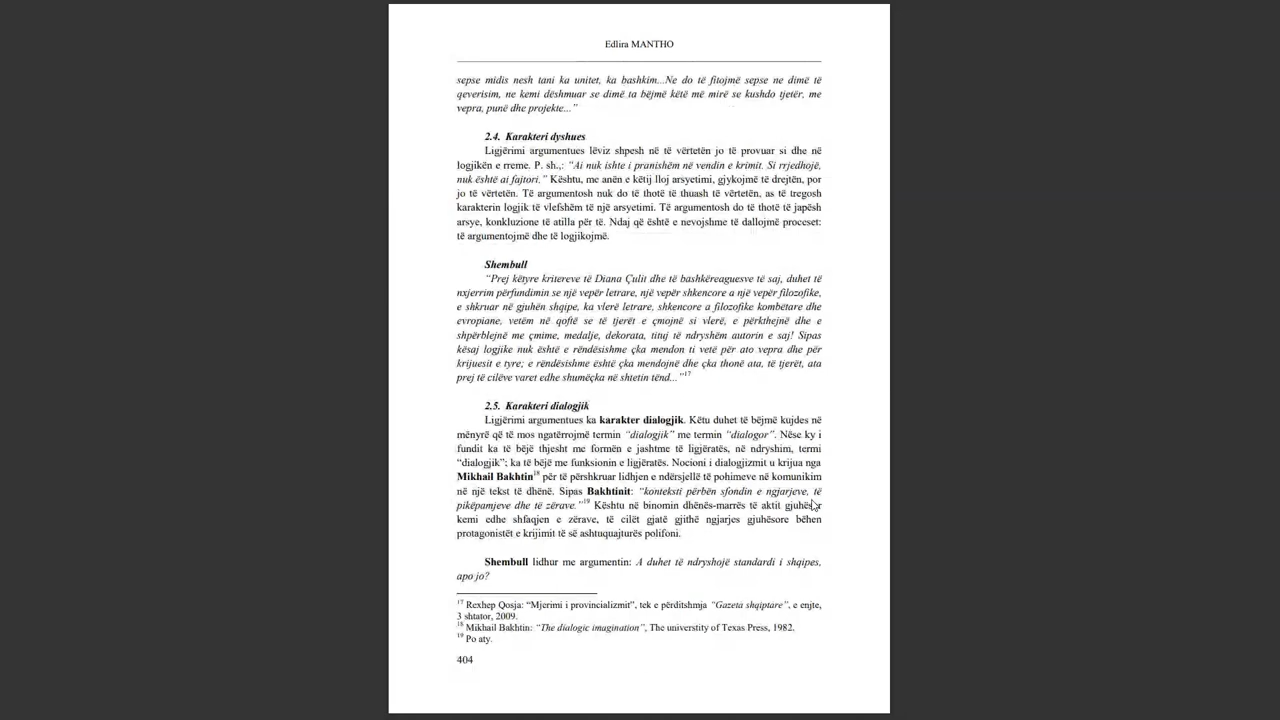 Edlira MANTHO
sepse midis nesh tani ka unitet, ka bashkim...Ne do të fitojmë sepse ne dimë të
qeverisim, ne kemi dëshmuar se dimë ta bëjmë këtë më mirë se kushdo tjetër, me
vepra, punë dhe projekte...”
2.4. Karakteri dyshues
Ligjërimi argumentues lëviz shpesh në të vërtetën jo të provuar si dhe në
logjikën e rreme. P. sh.,: “Ai nuk ishte i pranishëm në vendin e krimit. Si rrjedhojë,
nuk është ai fajtori.” Kështu, me anën e këtij lloj arsyetimi, gjykojmë të drejtën, por
jo të vërtetën. Të argumentosh nuk do të thotë të thuash të vërtetën, as të tregosh
karakterin logjik të vlefshëm të një arsyetimi. Të argumentosh do të thotë të japësh
arsye, konkluzione të atilla për të. Ndaj që është e nevojshme të dallojmë proceset:
të argumentojmë dhe të logjikojmë.
Shembull
“Prej këtyre kritereve të Diana Çulit dhe të bashkëreaguesve të saj, duhet të
nxjerrim përfundimin se një vepër letrare, një vepër shkencore a një vepër filozofike,
e shkruar në gjuhën shqipe, ka vlerë letrare, shkencore a filozofike kombëtare dhe
evropiane, vetëm në qoftë se të tjerët e çmojnë si vlerë, e përkthejnë dhe e
shpërblejnë me çmime, medalje, dekorata, tituj të ndryshëm autorin e saj! Sipas
kësaj logjike nuk është e rëndësishme çka mendon ti vetë për ato vepra dhe për
krijuesit e tyre; e rëndësishme është çka mendojnë dhe çka thonë ata, të tjerët, ata
prej të cilëve varet edhe shumëçka në shtetin tënd...”17
2.5. Karakteri dialogjik
Ligjërimi argumentues ka karakter dialogjik. Këtu duhet të bëjmë kujdes në
mënyrë që të mos ngatërrojmë termin “dialogjik” me termin “dialogor”. Nëse ky i
fundit ka të bëjë thjesht me formën e jashtme të ligjëratës, në ndryshim, termi
“dialogjik”; ka të bëjë me funksionin e ligjëratës. Nocioni i dialogjizmit u krijua nga
Mikhail Bakhtin18 për të përshkruar lidhjen e ndërsjellë të pohimeve në komunikim
në një tekst të dhënë. Sipas Bakhtinit: “konteksti përbën sfondin e ngjarjeve, të
pikëpamjeve dhe të zërave.”19 Kështu në binomin dhënës-marrës të aktit gjuhësor
kemi edhe shfaqjen e zërave, të cilët gjatë gjithë ngjarjes gjuhësore bëhen
protagonistët e krijimit të së ashtuquajturës polifoni.
Shembull lidhur me argumentin: A duhet të ndryshojë standardi i shqipes,
apo jo?
17 Rexhep Qosja: “Mjerimi i provincializmit”, tek e përditshmja “Gazeta shqiptare”, e enjte,
3 shtator, 2009.
18 Mikhail Bakhtin: “The dialogic imagination”, The universtity of Texas Press, 1982.
19 Po aty.
404